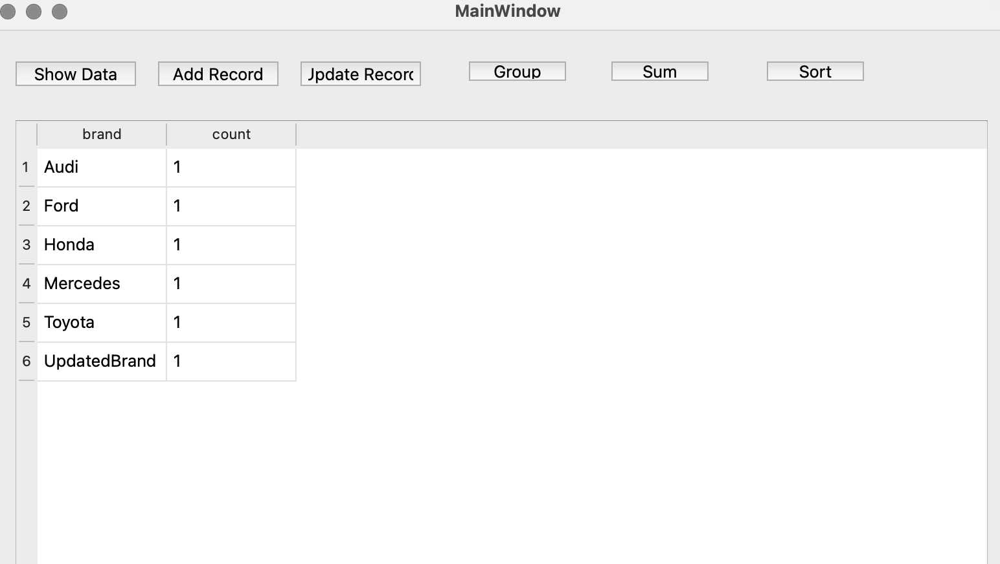 MainWindow
Show Data Add Record Update Record Group Sum Sort
brand count
1 Audi 1
2 Ford 1
3 Honda 1
4 Mercedes 1
5 Toyota 1
6 UpdatedBrand 1